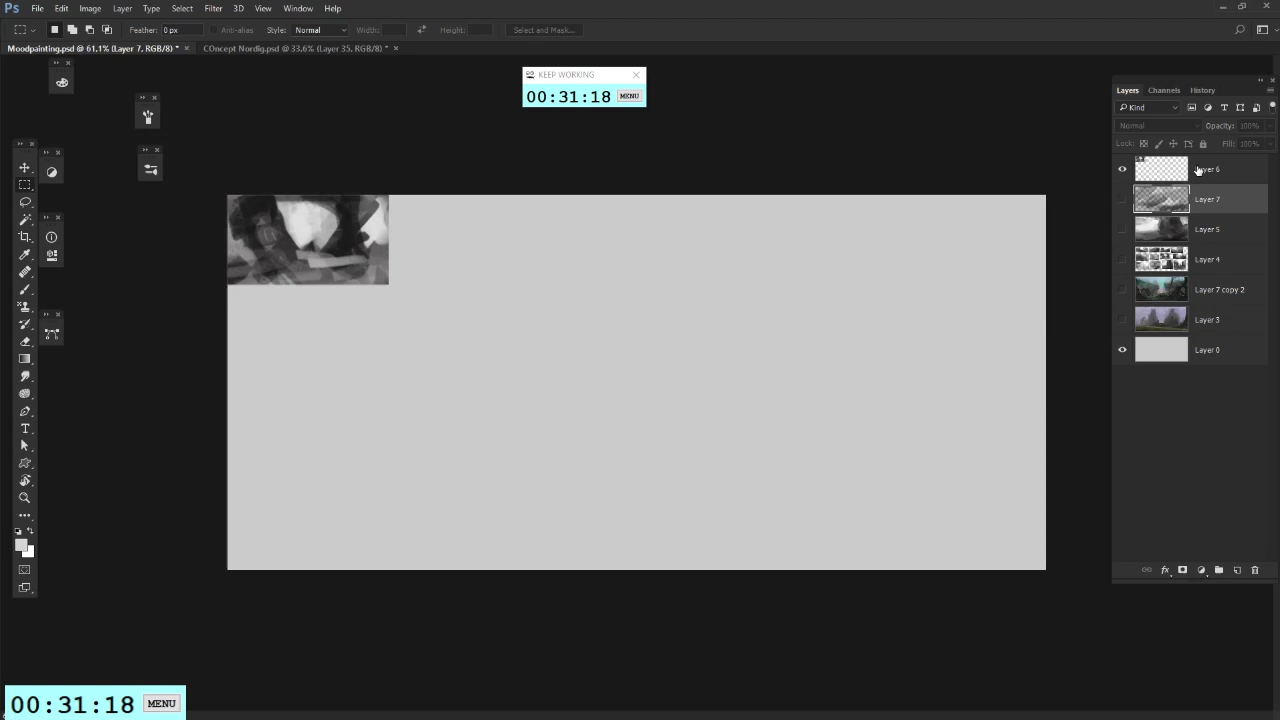 Ps File Edit Image Layer Type Select Filter 3D View Window Help
Feather: 0 px Anti-alias Style: Normal Width: Height: Select and Mask...
Moodpainting.psd @ 61,1% (Layer 7, RGB/8) * × COncept Nordig.psd @ 33,6% (Layer 35, RGB/8) * ×
KEEP WORKING
00:31:18 MENU
Layers Channels History
Kind
Normal Opacity: 100%
Lock: Fill: 100%
Layer 6
Layer 7
Layer 5
Layer 4
Layer 7 copy 2
Layer 3
Layer 0
fx
00:31:18 MENU